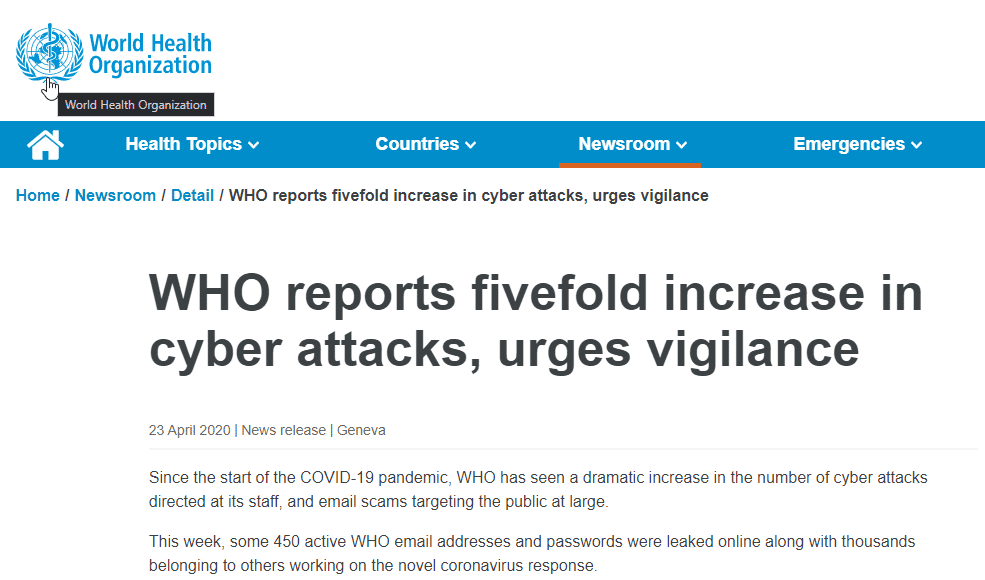 World Health
Organization
World Health Organization
Health Topics
Countries
Newsroom
Emergencies
Home / Newsroom / Detail / WHO reports fivefold increase in cyber attacks, urges vigilance
WHO reports fivefold increase in
cyber attacks, urges vigilance
23 April 2020 | News release | Geneva
Since the start of the COVID-19 pandemic, WHO has seen a dramatic increase in the number of cyber attacks
directed at its staff, and email scams targeting the public at large.
This week, some 450 active WHO email addresses and passwords were leaked online along with thousands
belonging to others working on the novel coronavirus response.